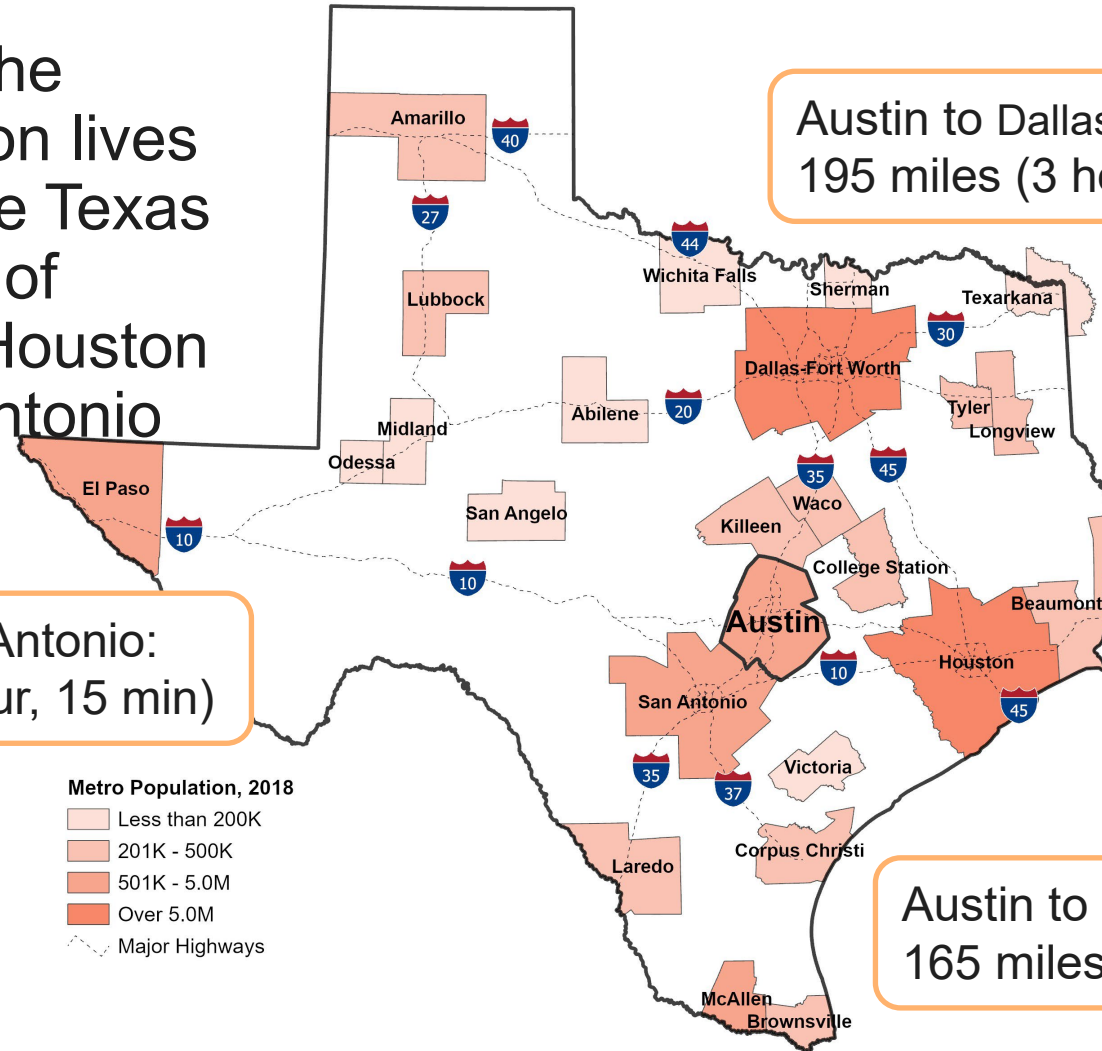 he
on lives
e Texas
of
Houston
ntonio
Austin to Dallas
195 miles (3 ho
Amarillo
40
27
44
Wichita Falls
Sherman
Texarkana
Lubbock
30
Dallas-Fort Worth
Abilene
20
Tyler
Longview
Midland
Odessa
35
45
El Paso
San Angelo
Waco
Killeen
10
10
College Station
Antonio:
ur, 15 min)
Austin
Beaumont
10
Houston
San Antonio
45
35
37
Victoria
Metro Population, 2018
Less than 200K
201K - 500K
501K - 5.0M
Over 5.0M
Major Highways
Corpus Christi
Laredo
Austin to
165 miles
McAllen
Brownsville